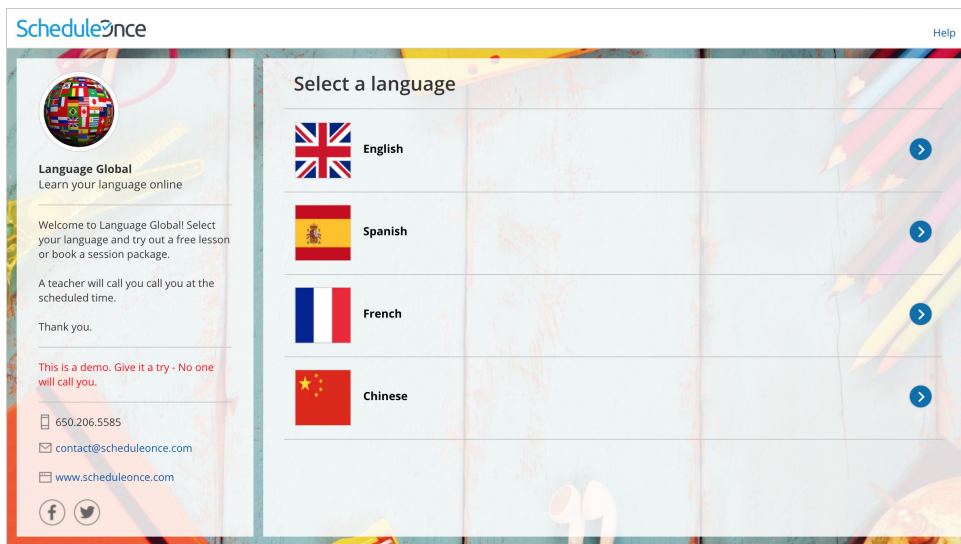 ScheduleOnce
Help
Language Global
Learn your language online
Welcome to Language Global! Select
your language and try out a free lesson
or book a session package.
A teacher will call you call you at the
scheduled time.
Thank you.
This is a demo. Give it a try - No one
will call you.
650.206.5585
contact@scheduleonce.com
www.scheduleonce.com
Select a language
English
Spanish
French
Chinese